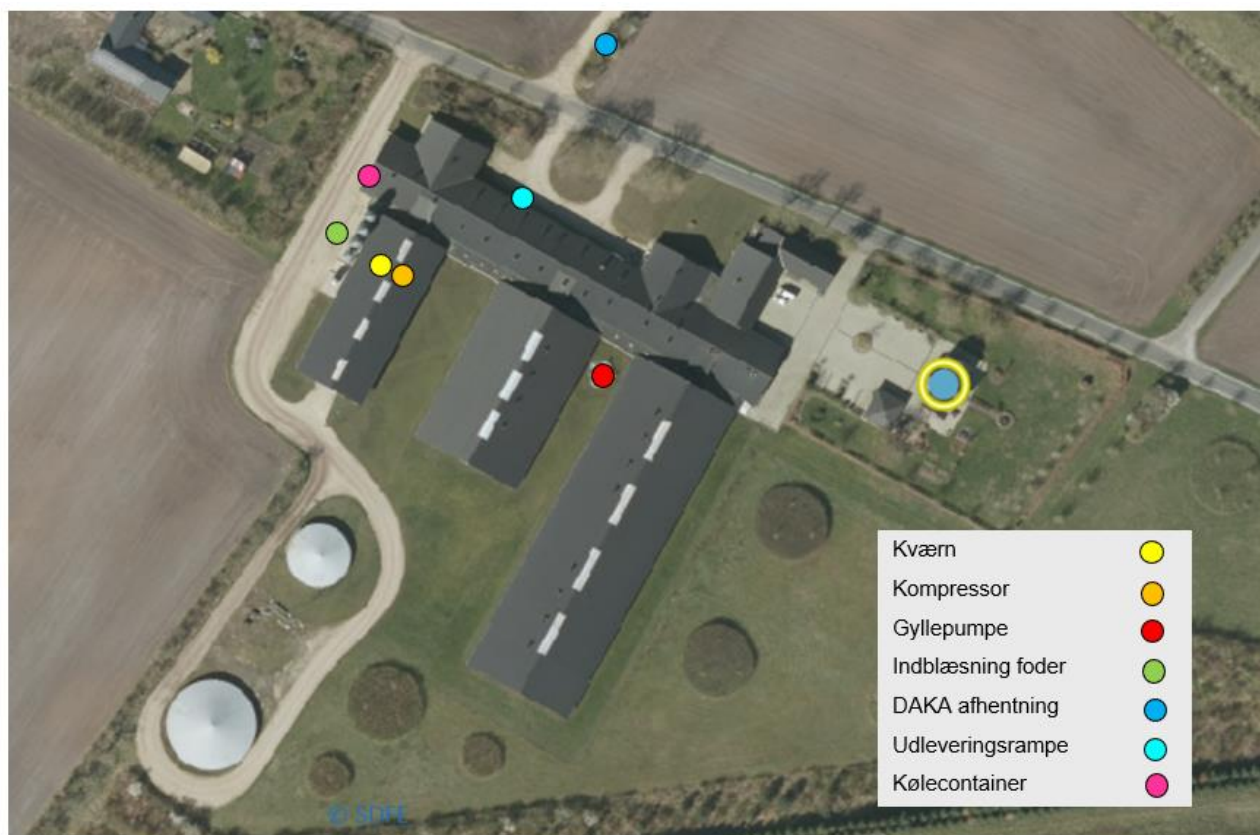 Kværn
Kompressor
Gyllepumpe
Indblæsning foder
DAKA afhentning
Udleveringsrampe
Kølecontainer
© SDFE